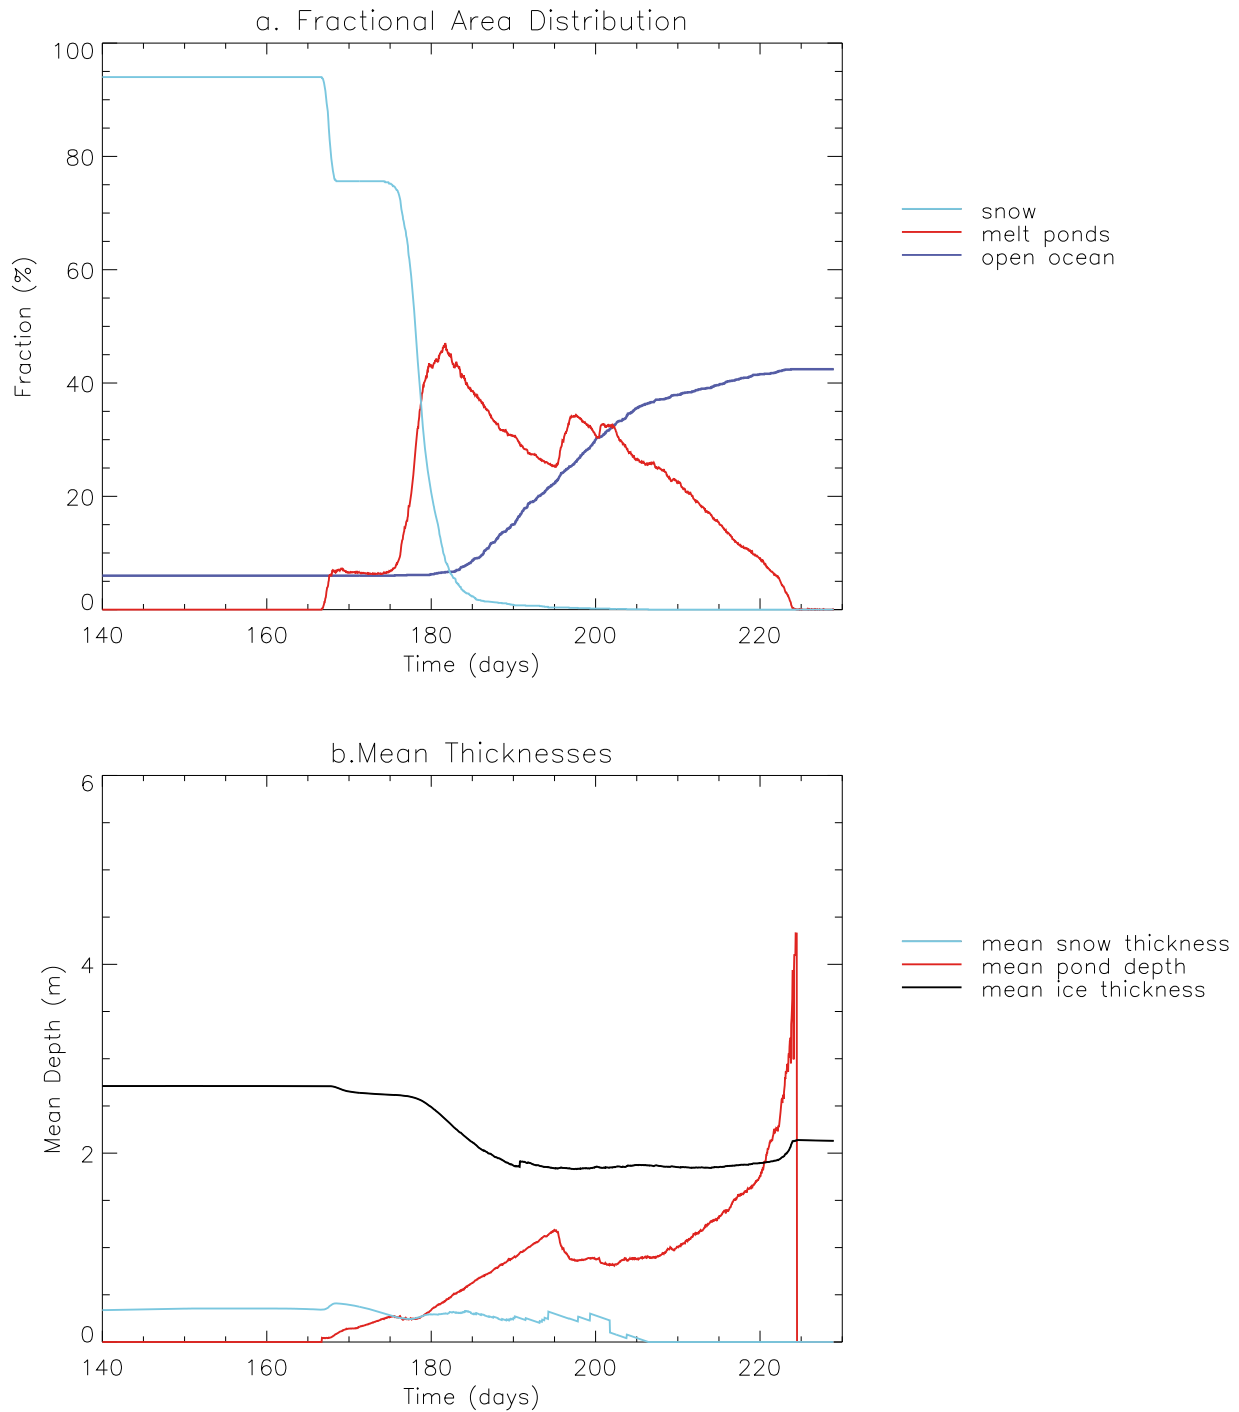 a. Fractional Area Distribution
100
80
60
40
20
0
Fraction (%)
140 160 180 200 220
Time (days)
snow
melt ponds
open ocean
b.Mean Thicknesses
6
4
2
0
Mean Depth (m)
140 160 180 200 220
Time (days)
mean snow thickness
mean pond depth
mean ice thickness